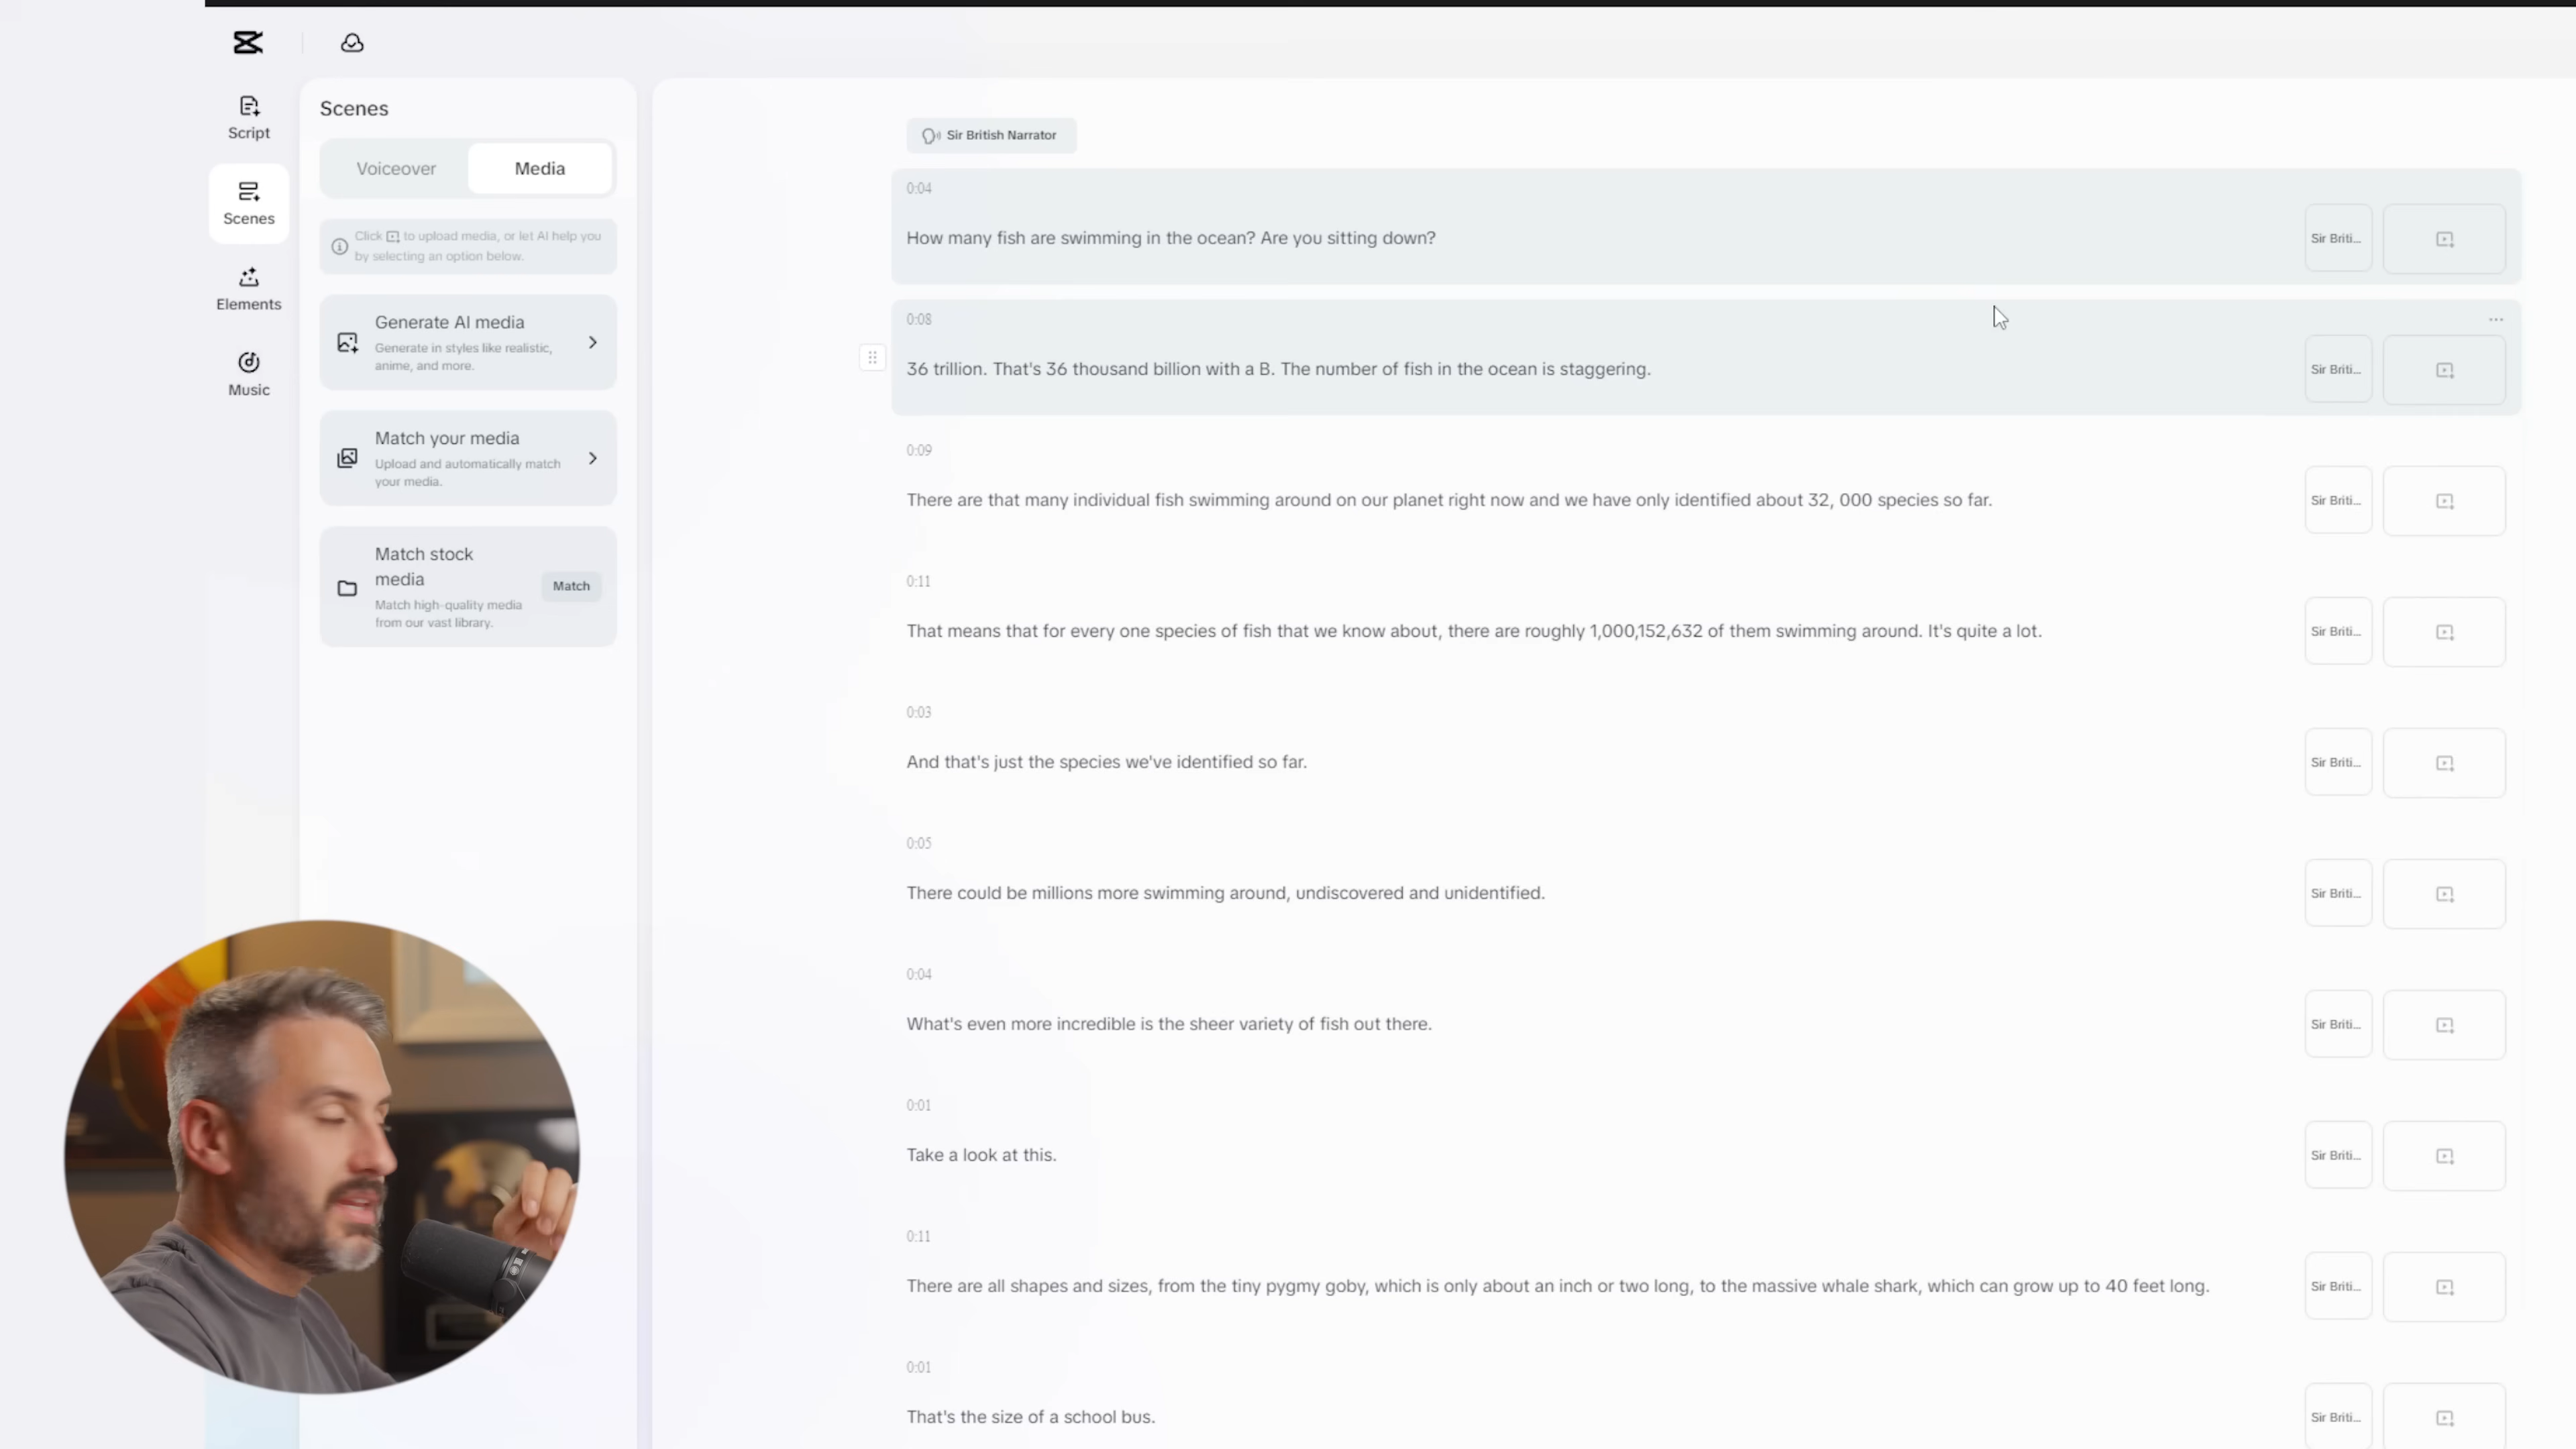 Script
Scenes
Elements
Music
Scenes
Voiceover
Media
Click to upload media, or let AI help you
by selecting an option below.
Generate AI media
Generate in styles like realistic,
anime, and more.
Match your media
Upload and automatically match
your media.
Match stock
media
Match high-quality media
from our vast library.
Match
Sir British Narrator
0:04
How many fish are swimming in the ocean? Are you sitting down?
Sir Briti...
0:08
36 trillion. That's 36 thousand billion with a B. The number of fish in the ocean is staggering.
Sir Briti...
0:09
There are that many individual fish swimming around on our planet right now and we have only identified about 32, 000 species so far.
Sir Briti...
0:11
That means that for every one species of fish that we know about, there are roughly 1,000,152,632 of them swimming around. It's quite a lot.
Sir Briti...
0:03
And that's just the species we've identified so far.
Sir Briti...
0:05
There could be millions more swimming around, undiscovered and unidentified.
Sir Briti...
0:04
What's even more incredible is the sheer variety of fish out there.
Sir Briti...
0:01
Take a look at this.
Sir Briti...
0:11
There are all shapes and sizes, from the tiny pygmy goby, which is only about an inch or two long, to the massive whale shark, which can grow up to 40 feet long.
Sir Briti...
0:01
That's the size of a school bus.
Sir Briti...